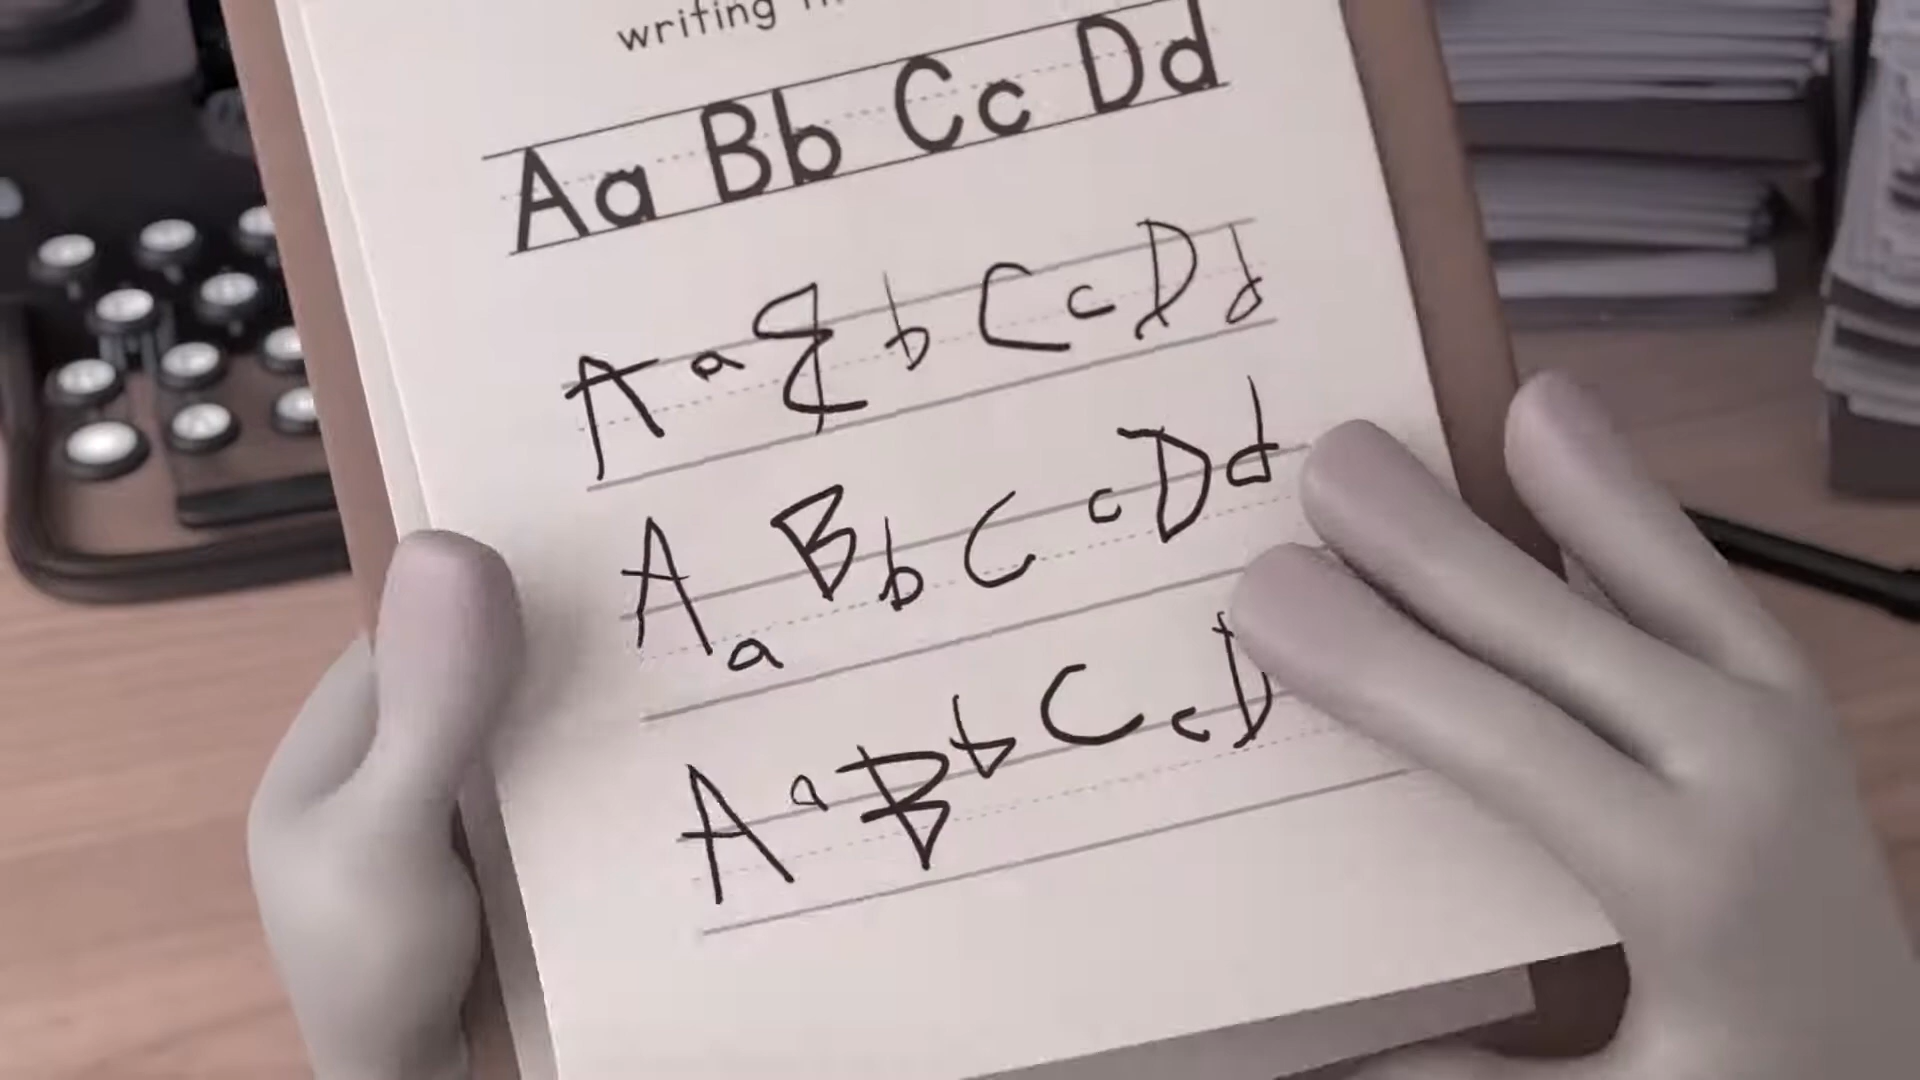 writing
Aa Bb Cc Dd
A a B b C c D d
A a B b C c D d
A a B b C c D